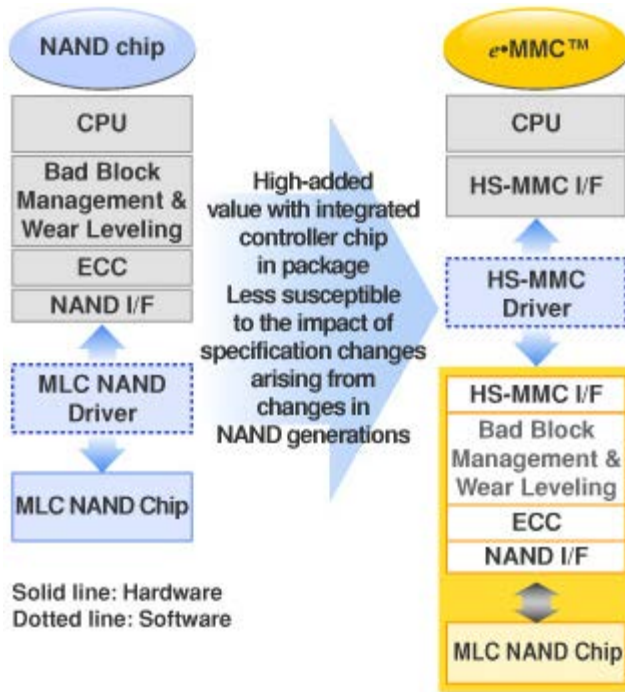 NAND chip
CPU
Bad Block
Management &
Wear Leveling
ECC
NAND I/F
MLC NAND
Driver
MLC NAND Chip
Solid line: Hardware
Dotted line: Software
High-added
value with integrated
controller chip
in package
Less susceptible
to the impact of
specification changes
arising from
changes in
NAND generations
e•MMC™
CPU
HS-MMC I/F
HS-MMC
Driver
HS-MMC I/F
Bad Block
Management &
Wear Leveling
ECC
NAND I/F
MLC NAND Chip